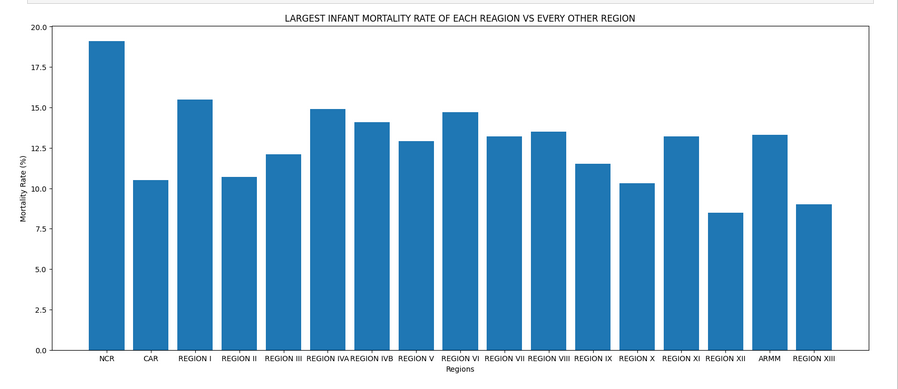 LARGEST INFANT MORTALITY RATE OF EACH REAGION VS EVERY OTHER REGION
20.0
17.5
15.0
12.5
10.0
7.5
5.0
2.5
0.0
Mortality Rate (%)
NCR CAR REGION I REGION II REGION III REGION IVA REGION IVB REGION V REGION VI REGION VII REGION VIII REGION IX REGION X REGION XI REGION XII ARMM REGION XIII
Regions